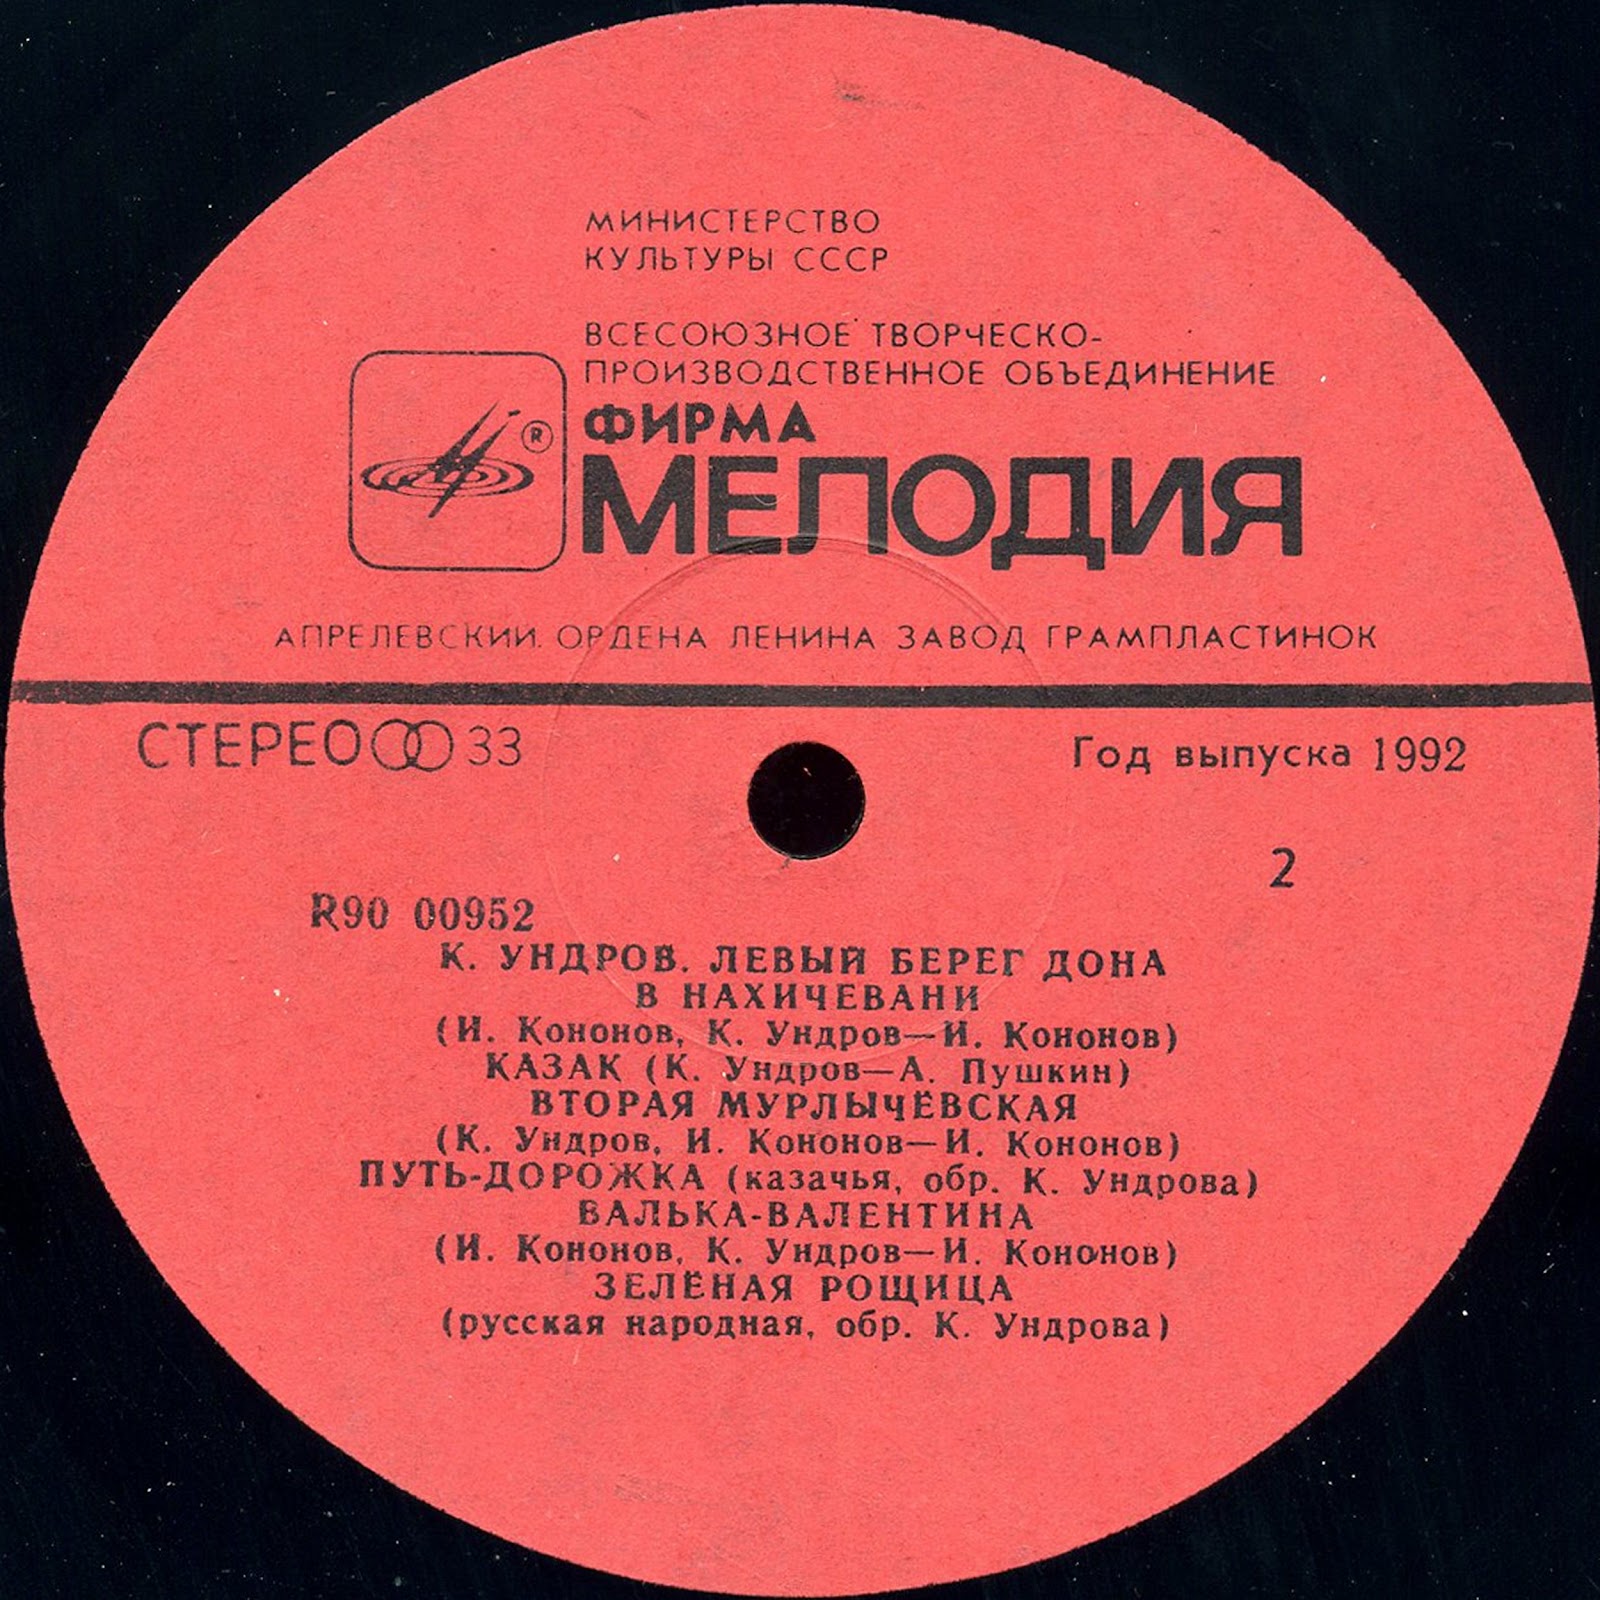 МИНИСТЕРСТВО
КУЛЬТУРЫ СССР
ВСЕСОЮЗНОЕ ТВОРЧЕСКО-
ПРОИЗВОДСТВЕННОЕ ОБЪЕДИНЕНИЕ
ФИРМА
МЕЛОДИЯ
®
АПРЕЛЕВСКИЙ ОРДЕНА ЛЕНИНА ЗАВОД ГРАМПЛАСТИНОК
СТЕРЕО 33
Год выпуска 1992
2
R90 00952
К. УНДРОВ. ЛЕВЫЙ БЕРЕГ ДОНА
В НАХИЧЕВАНИ
(И. Кононов, К. Ундров—И. Кононов)
КАЗАК (К. Ундров—А. Пушкин)
ВТОРАЯ МУРЛЫЧЁВСКАЯ
(К. Ундров, И. Кононов—И. Кононов)
ПУТЬ-ДОРОЖКА (казачья, обр. К. Ундрова)
ВАЛЬКА-ВАЛЕНТИНА
(И. Кононов, К. Ундров—И. Кононов)
ЗЕЛЁНАЯ РОЩИЦА
(русская народная, обр. К. Ундрова)